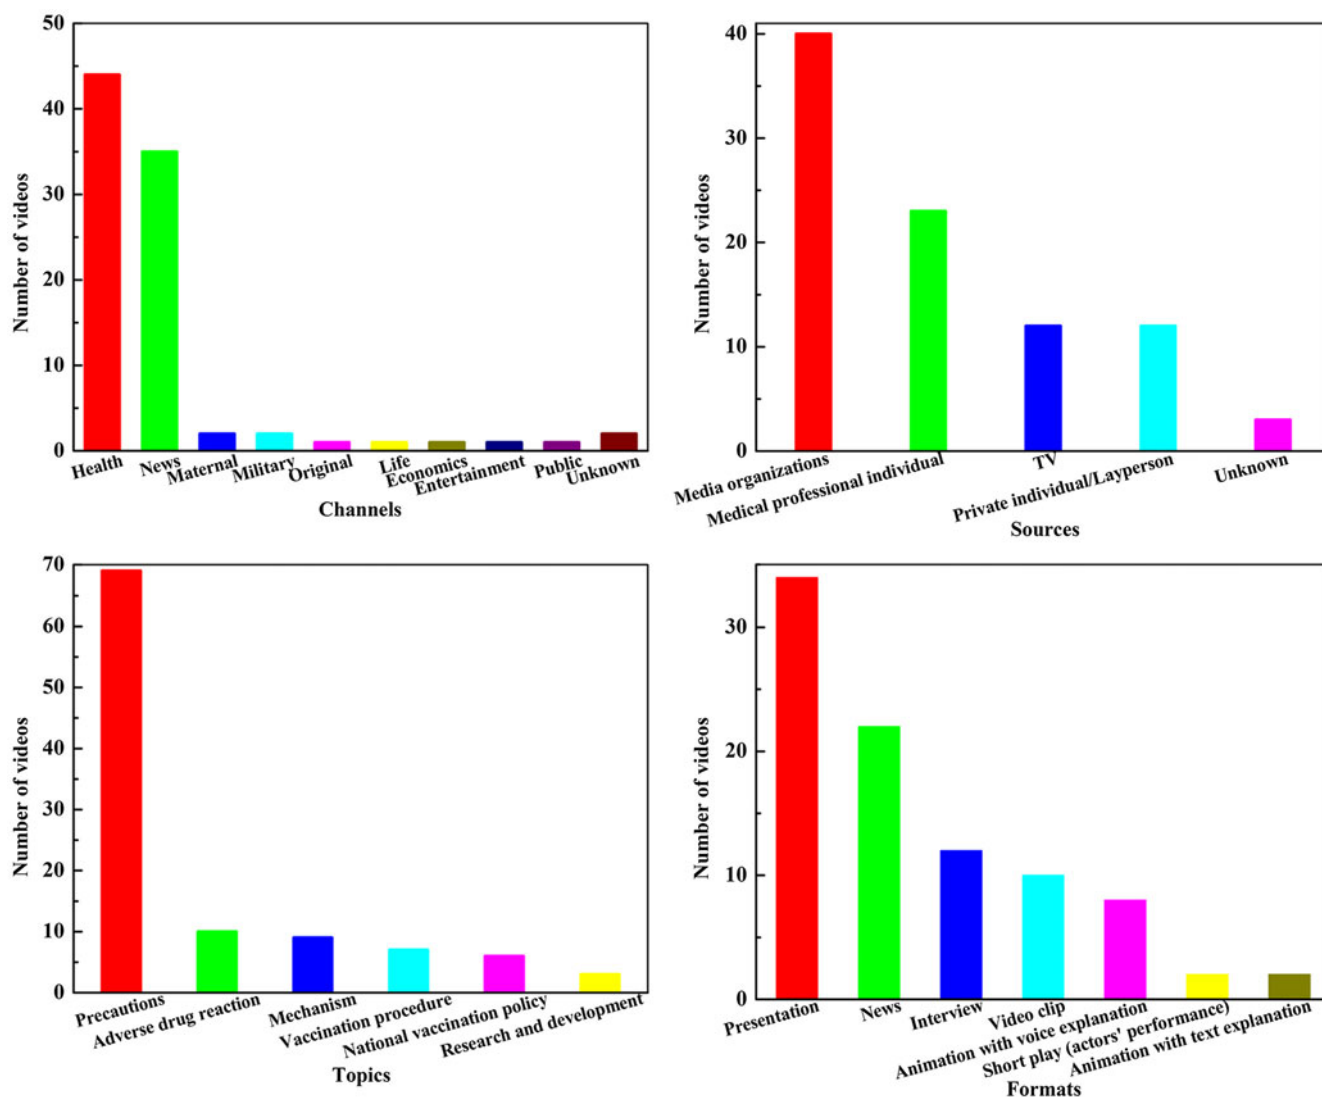 50
40
30
20
10
0
Number of videos
Health
News
Maternal
Military
Original
Life
Economics
Entertainment
Public
Unknown
Channels
40
30
20
10
0
Number of videos
Media organizations
Medical professional individual
TV
Private individual/Layperson
Unknown
Sources
70
60
50
40
30
20
10
0
Number of videos
Precautions
Adverse drug reaction
Mechanism
Vaccination procedure
National vaccination policy
Research and development
Topics
30
20
10
0
Number of videos
Presentation
News
Interview
Video clip
Animation with voice explanation
Short play (actors' performance)
Animation with text explanation
Formats